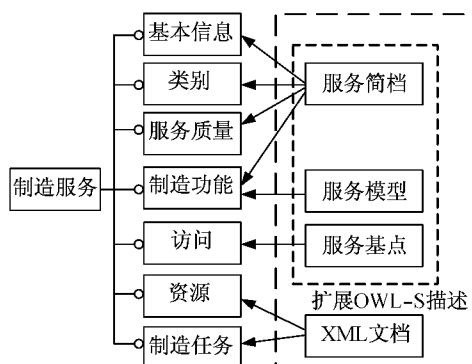 基本信息
类别
服务简档
服务质量
制造服务
制造功能
服务模型
访问
服务基点
资源
扩展OWL-S描述
XML文档
制造任务